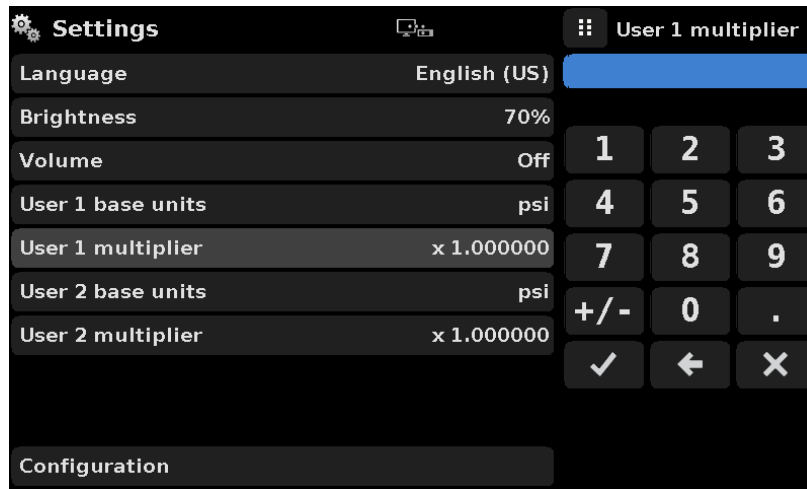 Settings
Language English (US)
Brightness 70%
Volume Off
User 1 base units psi
User 1 multiplier x 1.000000
User 2 base units psi
User 2 multiplier x 1.000000
Configuration
User 1 multiplier
1 2 3
4 5 6
7 8 9
+/- 0 .